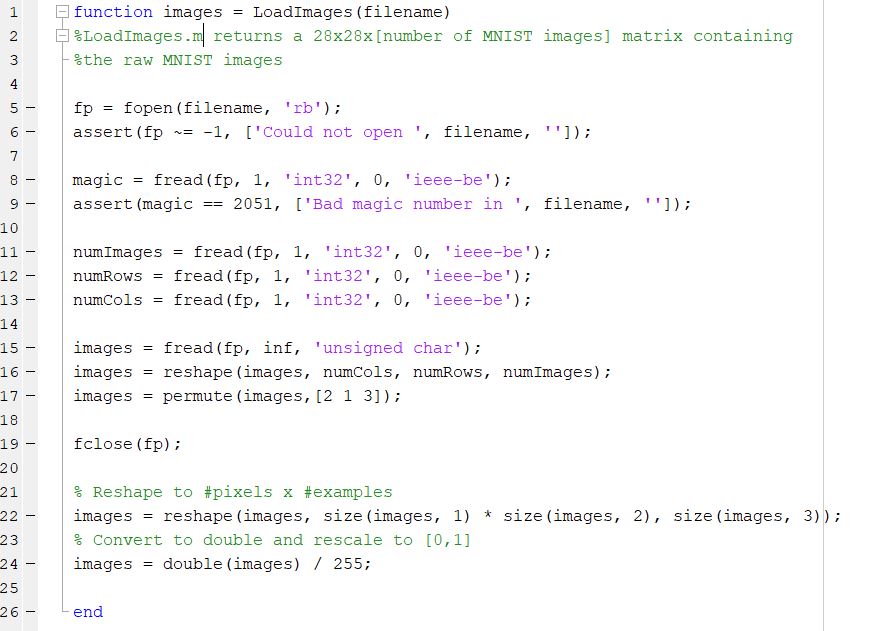 1 function images = LoadImages(filename)
2 %LoadImages.m returns a 28x28x[number of MNIST images] matrix containing
3 %the raw MNIST images
4
5 fp = fopen(filename, 'rb');
6 assert(fp ~= -1, ['Could not open ', filename, '']);
7
8 magic = fread(fp, 1, 'int32', 0, 'ieee-be');
9 assert(magic == 2051, ['Bad magic number in ', filename, '']);
10
11 numImages = fread(fp, 1, 'int32', 0, 'ieee-be');
12 numRows = fread(fp, 1, 'int32', 0, 'ieee-be');
13 numCols = fread(fp, 1, 'int32', 0, 'ieee-be');
14
15 images = fread(fp, inf, 'unsigned char');
16 images = reshape(images, numCols, numRows, numImages);
17 images = permute(images,[2 1 3]);
18
19 fclose(fp);
20
21 % Reshape to #pixels x #examples
22 images = reshape(images, size(images, 1) * size(images, 2), size(images, 3));
23 % Convert to double and rescale to [0,1]
24 images = double(images) / 255;
25
26 end